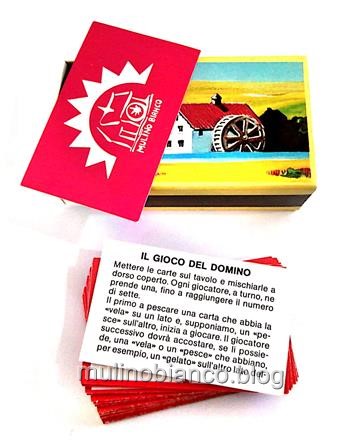 MULINO BIANCO
IL GIOCO DEL DOMINO
Mettere le carte sul tavolo e mischiarle a
dorso coperto. Ogni giocatore, a turno, ne
prende una, fino a raggiungere il numero
di sette.
Il primo a pescare una carta che abbia la
«vela» su un lato e, supponiamo, un «pe-
sce» sull'altro, inizia a giocare. Il giocatore
successivo dovrà accostare, se li possie-
de, una «vela» o un «pesce» che abbiano,
per esempio, un «gelato» sull'altro lato del-
mulinobianco.blog